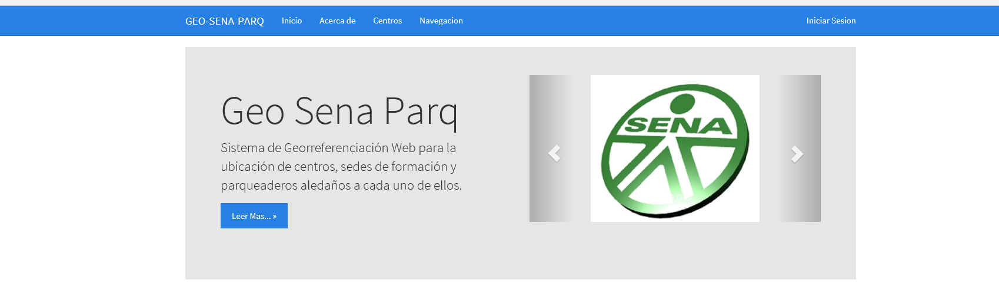 GEO-SENA-PARQ Inicio Acerca de Centros Navegacion Iniciar Sesion
Geo Sena Parq
Sistema de Georreferenciación Web para la
ubicación de centros, sedes de formación y
parqueaderos aledaños a cada uno de ellos.
Leer Mas... »
SENA